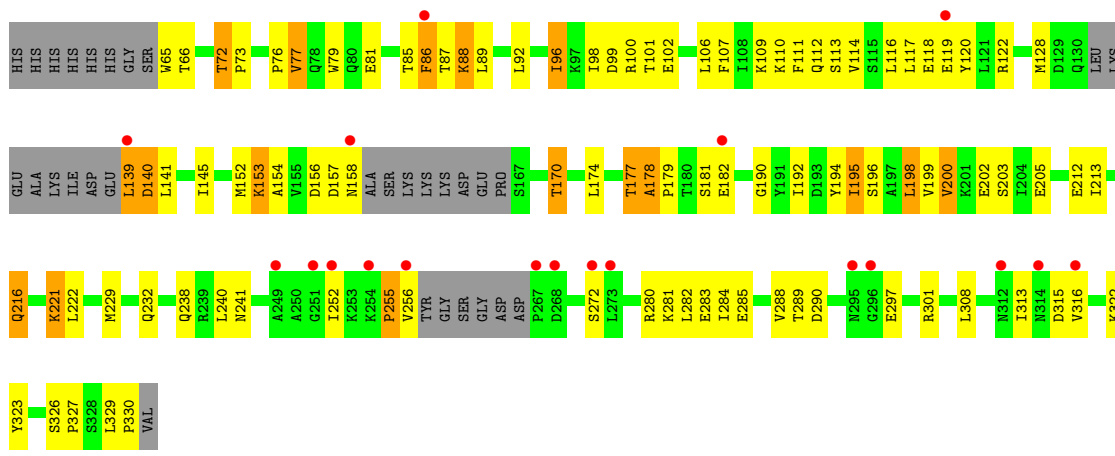 HIS HIS HIS HIS HIS HIS GLY SER W65 T66 T72 P73 P76 V77 Q78 W79 Q80 E81 T85 F86 T87 K88 L89 L92 I96 K97 I98 D99 R100 T101 E102 L106 F107 I108 K109 K110 F111 Q112 S113 V114 S115 L116 L117 E118 E119 Y120 L121 R122 M128 D129 Q130 LEU LYS
GLU ALA LYS ILE ASP GLU L139 D140 L141 I145 M152 K153 A154 V155 D156 D157 N158 ALA SER LYS LYS LYS ASP GLU PRO S167 T170 L174 T177 A178 P179 T180 S181 E182 G190 Y191 I192 D193 Y194 I195 S196 A197 L198 V199 V200 K201 E202 S203 I204 E205 E212 I213
Q216 K221 L222 M229 Q232 Q238 R239 L240 N241 A249 A250 G251 I252 K253 K254 P255 V256 TYR GLY SER GLY ASP ASP P267 D268 S272 L273 R280 K281 L282 E283 I284 E285 V288 T289 D290 N295 G296 E297 R301 L308 N312 I313 N314 D315 V316 K322
Y323 S326 P327 S328 L329 P330 VAL